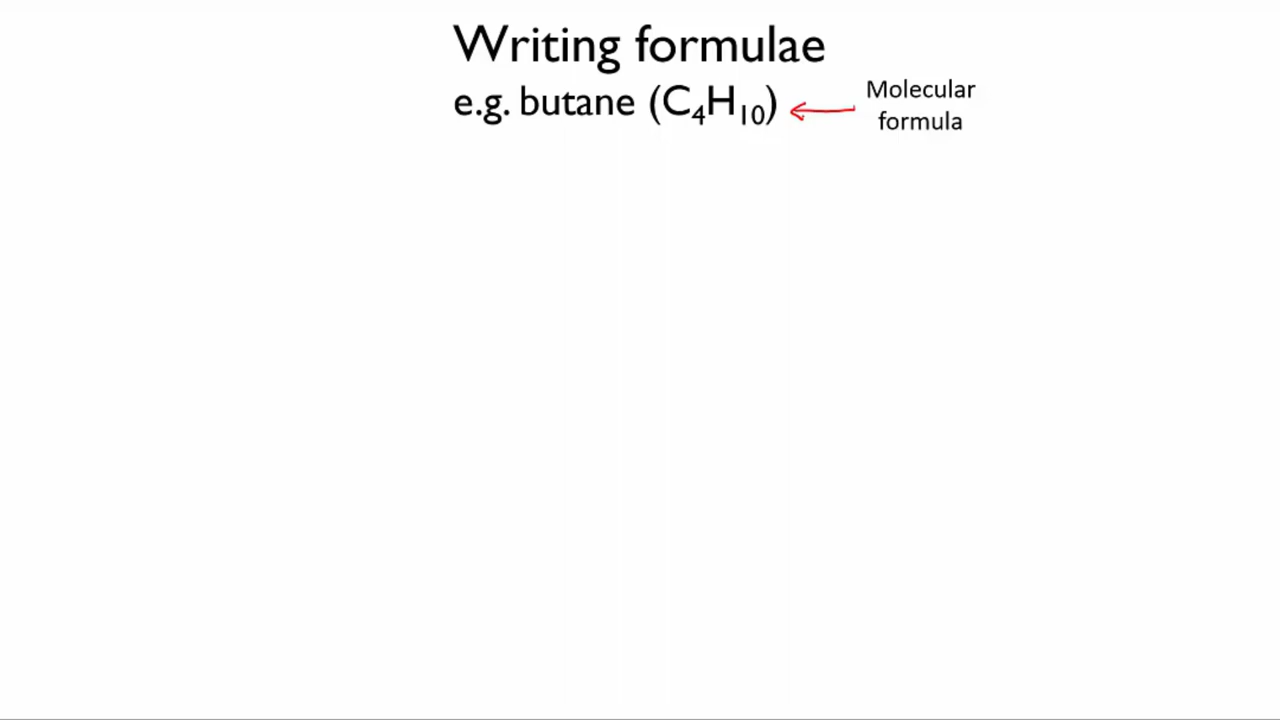 Writing formulae
e.g. butane (C₄H₁₀)
Molecular
formula